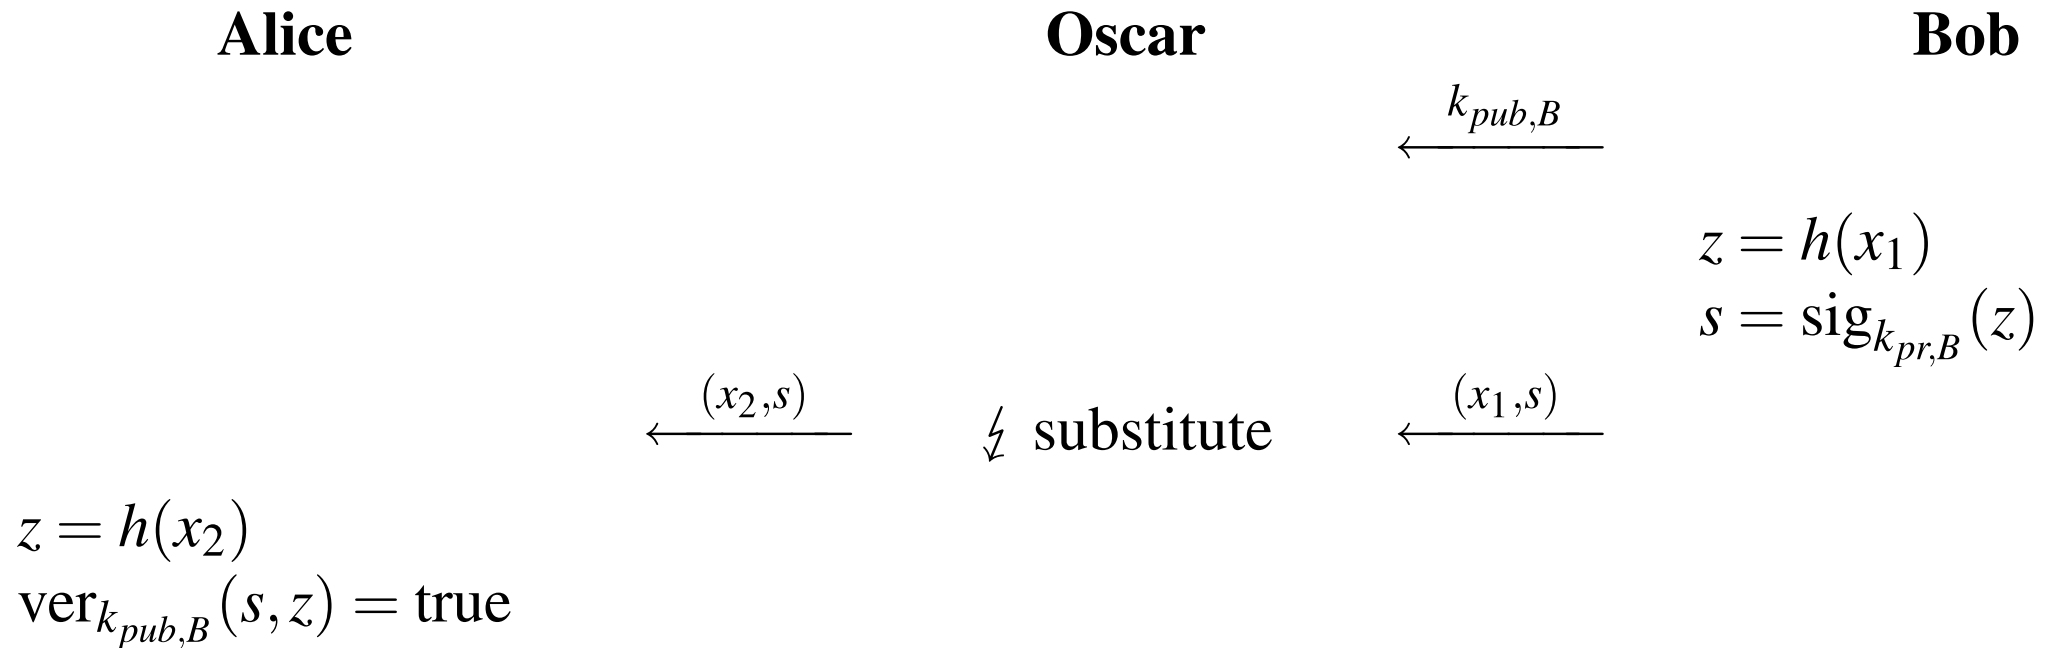 Alice Oscar Bob
k_{pub,B}
←
z = h(x_1)
s = sig_{k_{pr,B}}(z)
(x_2,s) (x_1,s)
← substitute ←
z = h(x_2)
ver_{k_{pub,B}}(s,z) = true